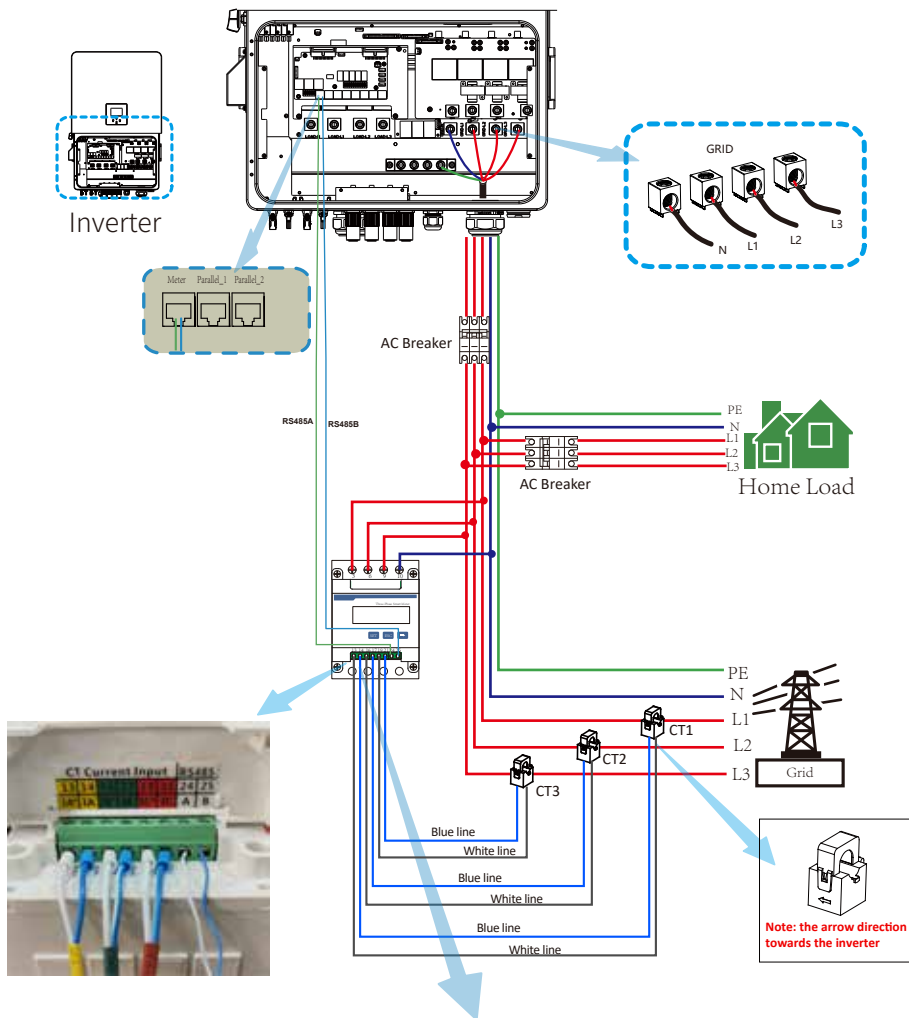 GRID
N
L1
L2
L3
Inverter
Meter Parallel_1 Parallel_2
AC Breaker
RS485A
RS485B
PE
N
L1
L2
L3
AC Breaker
Home Load
PE
N
L1
L2
L3
Grid
CT1
CT2
CT3
Blue line
White line
Blue line
White line
Blue line
White line
CT Current Input RS485
13 14 24 25
A B
Note: the arrow direction
towards the inverter